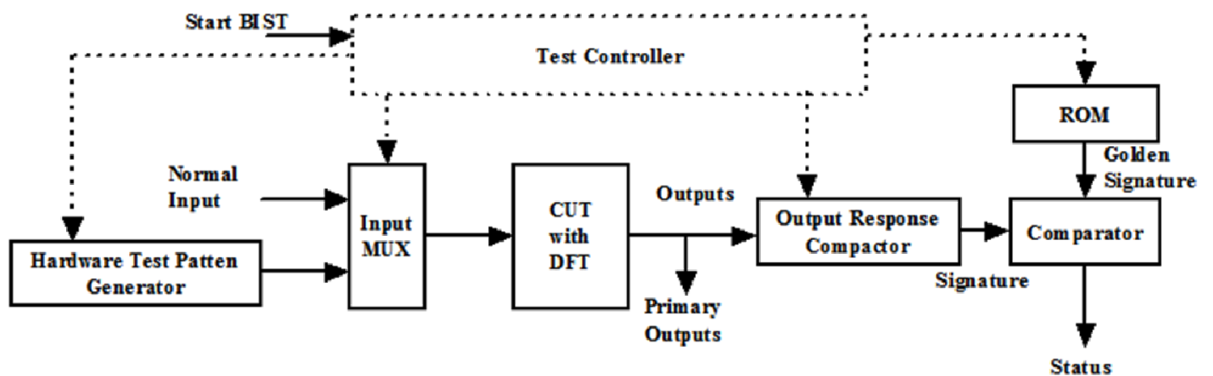 Start BIST
Test Controller
ROM
Golden
Signature
Normal
Input
Input
MUX
CUT
with
DFT
Outputs
Output Response
Compactor
Comparator
Hardware Test Patten
Generator
Signature
Primary
Outputs
Status